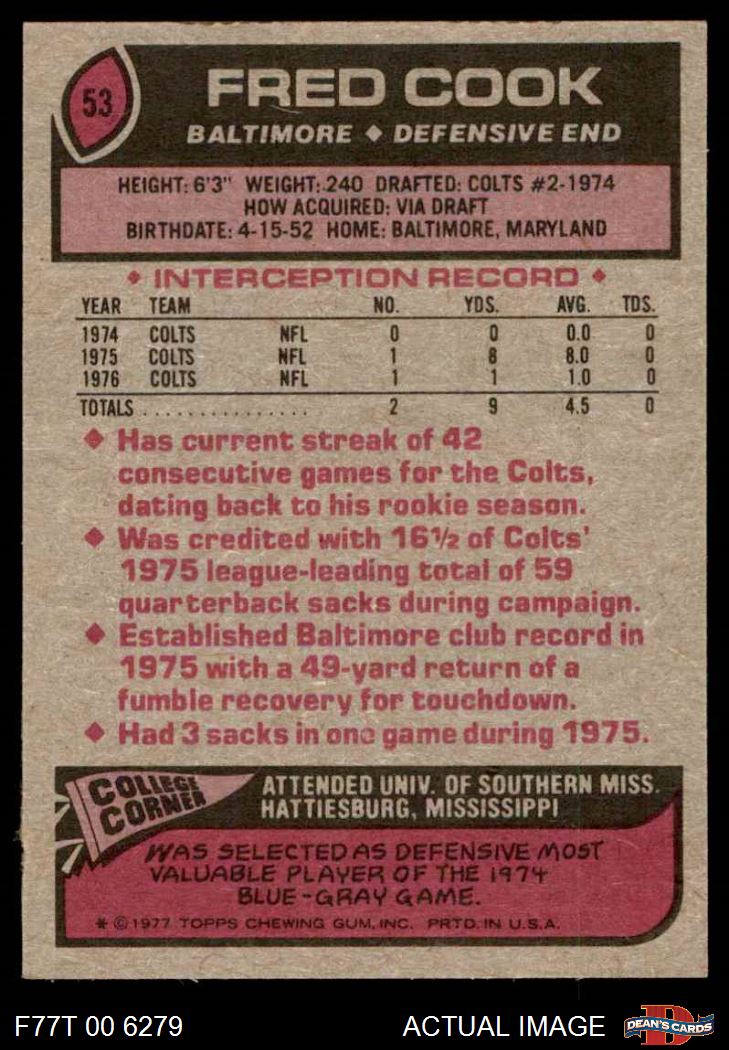 53
FRED COOK
BALTIMORE ◆ DEFENSIVE END
HEIGHT: 6'3" WEIGHT: 240 DRAFTED: COLTS #2-1974
HOW ACQUIRED: VIA DRAFT
BIRTHDATE: 4-15-52 HOME: BALTIMORE, MARYLAND
◆ INTERCEPTION RECORD ◆
YEAR TEAM NO. YDS. AVG. TDS.
1974 COLTS NFL 0 0 0.0 0
1975 COLTS NFL 1 8 8.0 0
1976 COLTS NFL 1 1 1.0 0
TOTALS . . . . . . . . . . . . . . . 2 9 4.5 0
◆ Has current streak of 42
consecutive games for the Colts,
dating back to his rookie season.
◆ Was credited with 16½ of Colts'
1975 league-leading total of 59
quarterback sacks during campaign.
◆ Established Baltimore club record in
1975 with a 49-yard return of a
fumble recovery for touchdown.
◆ Had 3 sacks in one game during 1975.
COLLEGE
CORNER
ATTENDED UNIV. OF SOUTHERN MISS.
HATTIESBURG, MISSISSIPPI
WAS SELECTED AS DEFENSIVE MOST
VALUABLE PLAYER OF THE 1974
BLUE-GRAY GAME.
* © 1977 TOPPS CHEWING GUM, INC. PRTD. IN U.S.A.
F77T 00 6279 ACTUAL IMAGE
D
DEAN'S CARDS